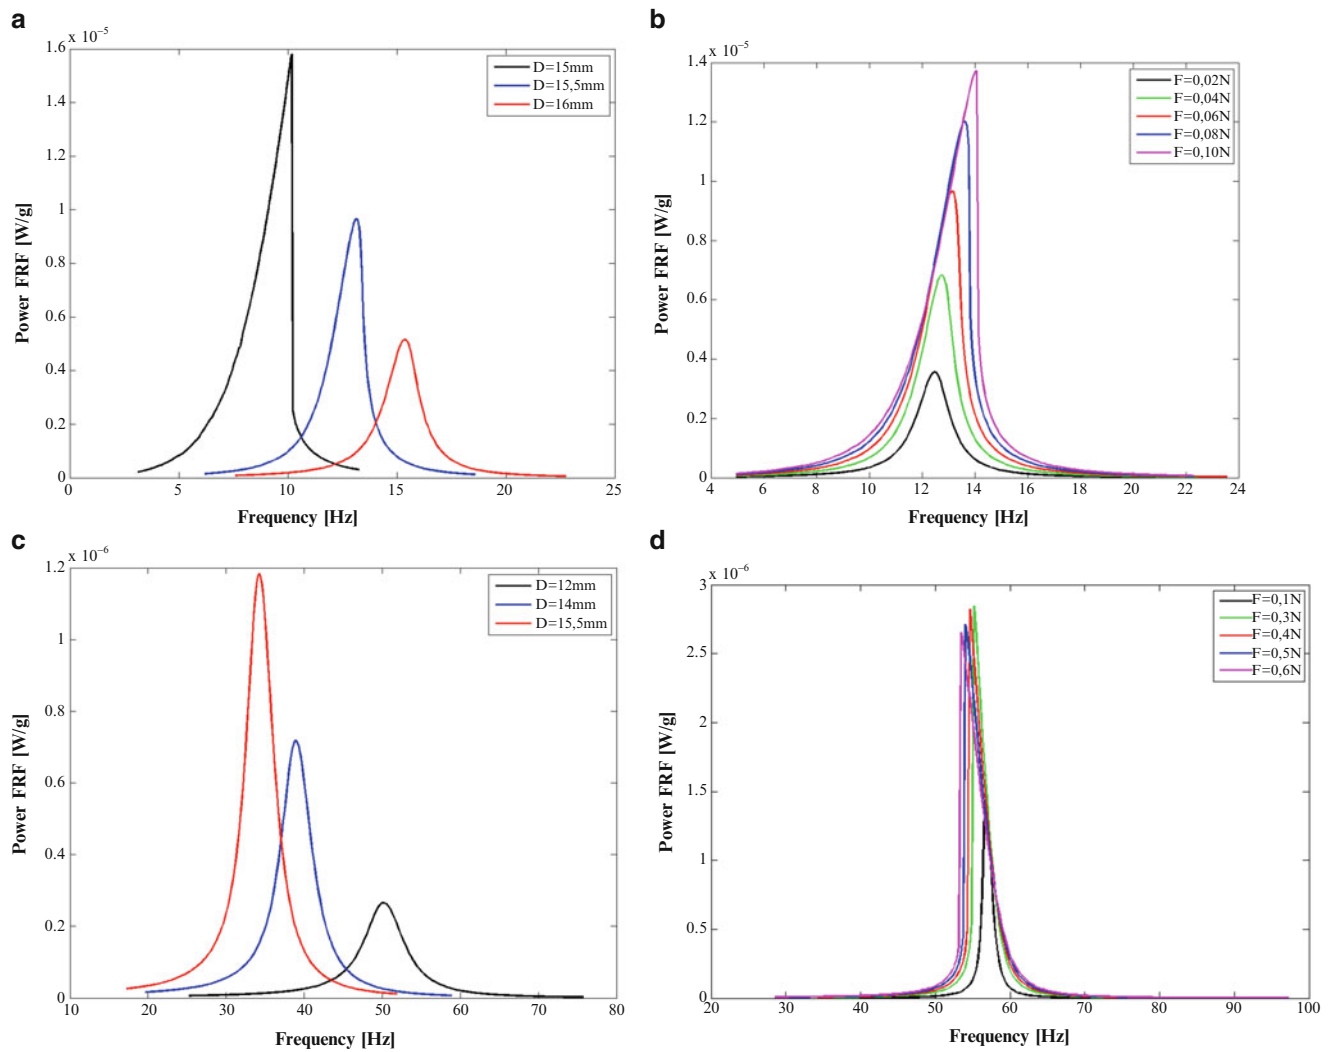 a
x 10⁻⁵
1.6
1.4
1.2
1
0.8
0.6
0.4
0.2
0
0 5 10 15 20 25
Power FRF [W/g]
Frequency [Hz]
D=15mm
D=15,5mm
D=16mm
b
x 10⁻⁵
1.4
1.2
1
0.8
0.6
0.4
0.2
0
4 6 8 10 12 14 16 18 20 22 24
Power FRF [W/g]
Frequency [Hz]
F=0,02N
F=0,04N
F=0,06N
F=0,08N
F=0,10N
c
x 10⁻⁶
1.2
1
0.8
0.6
0.4
0.2
0
10 20 30 40 50 60 70 80
Power FRF [W/g]
Frequency [Hz]
D=12mm
D=14mm
D=15,5mm
d
x 10⁻⁶
3
2.5
2
1.5
1
0.5
0
20 30 40 50 60 70 80 90 100
Power FRF [W/g]
Frequency [Hz]
F=0,1N
F=0,3N
F=0,4N
F=0,5N
F=0,6N